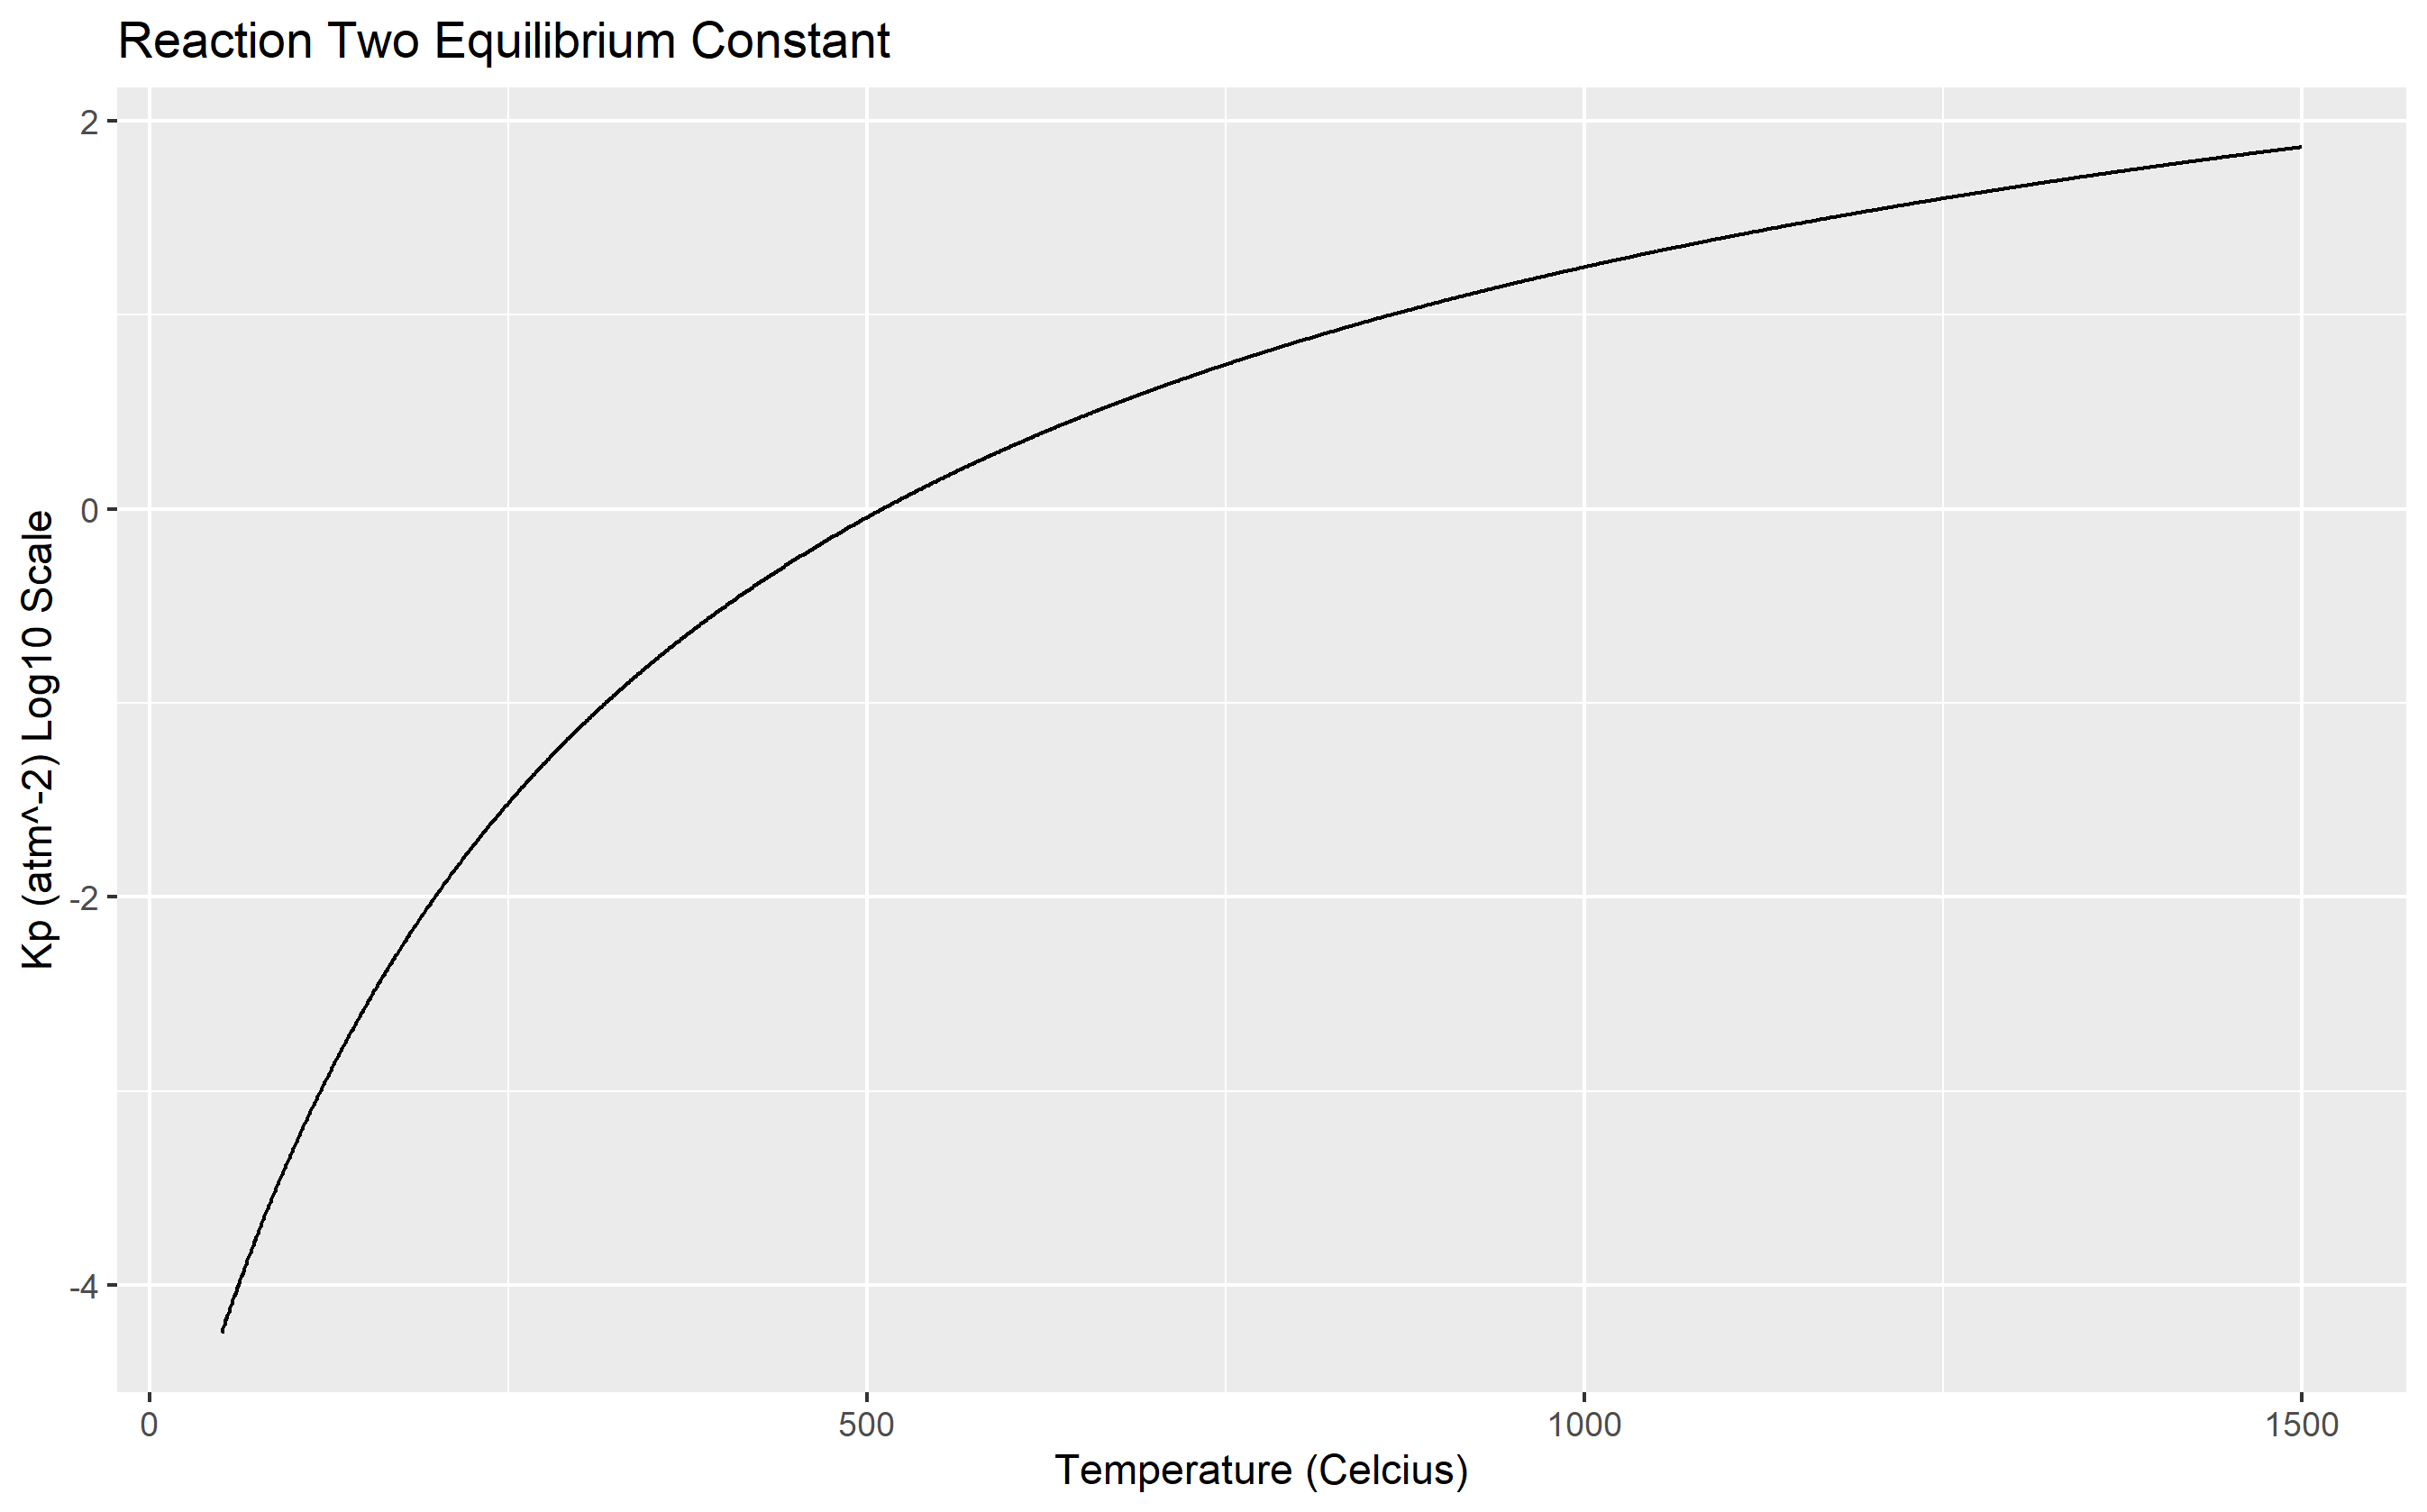 Reaction Two Equilibrium Constant
Kp (atm^-2) Log10 Scale
2
0
-2
-4
0
500
1000
1500
Temperature (Celcius)